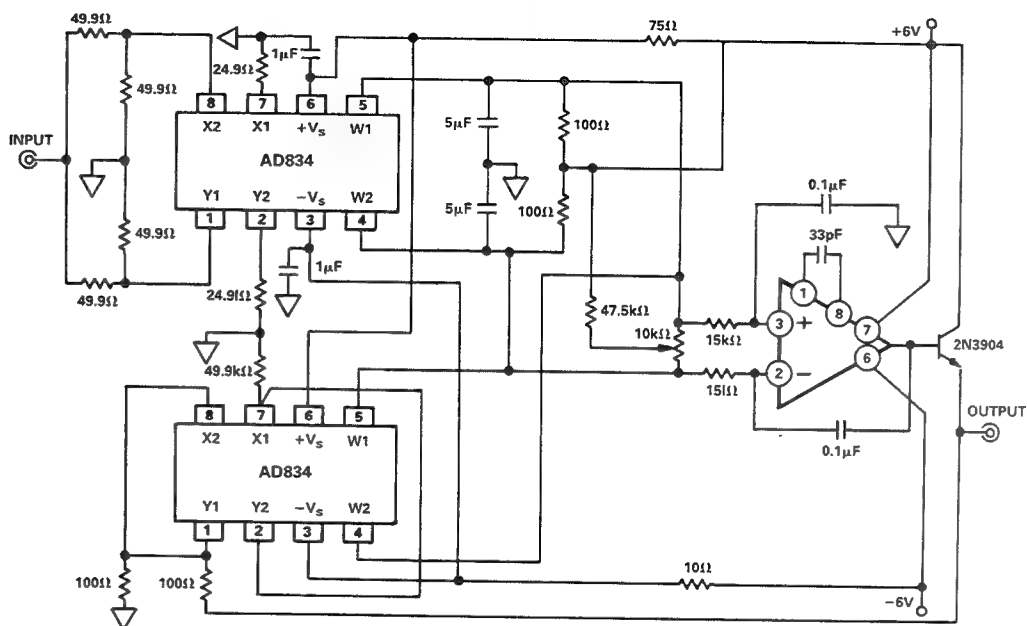 49.9Ω
75Ω
+6V
1μF
24.9Ω
49.9Ω
8 7 6 5
X2 X1 +VS W1
INPUT
AD834
5μF
100Ω
Y1 Y2 −VS W2
1 2 3 4
5μF
100Ω
0.1μF
49.9Ω
33pF
1μF
49.9Ω
24.9IΩ
47.5kΩ
10kΩ
15kΩ
1
8
3 +
7
2N3904
6
49.9kΩ
15IΩ
2 −
8 7 6 5
X2 X1 +VS W1
OUTPUT
0.1μF
AD834
Y1 Y2 −VS W2
1 2 3 4
100Ω
100Ω
10Ω
−6V